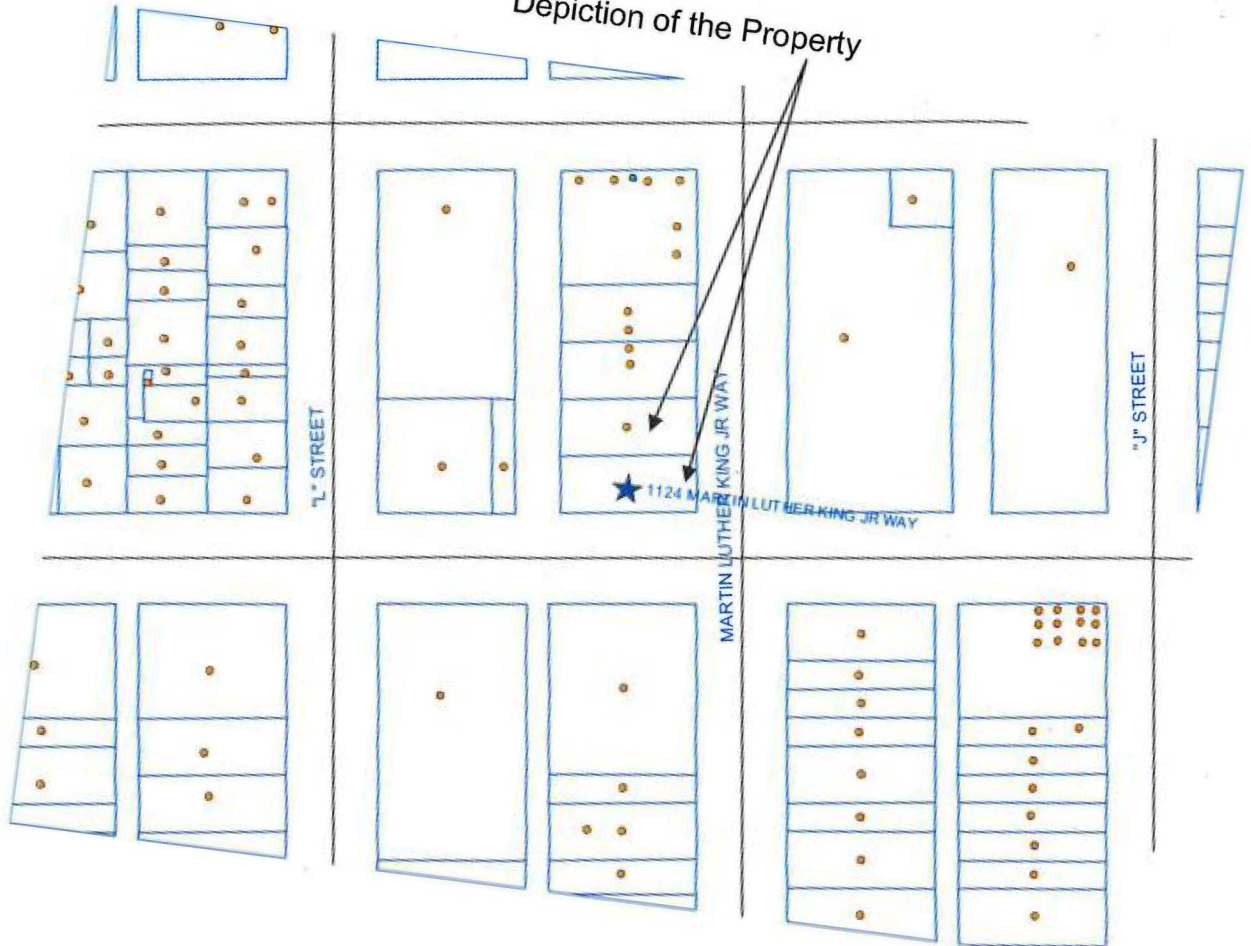 Depiction of the Property
"L" STREET
MARTIN LUTHER KING JR WAY
"J" STREET
1124 MARTIN LUTHER KING JR WAY